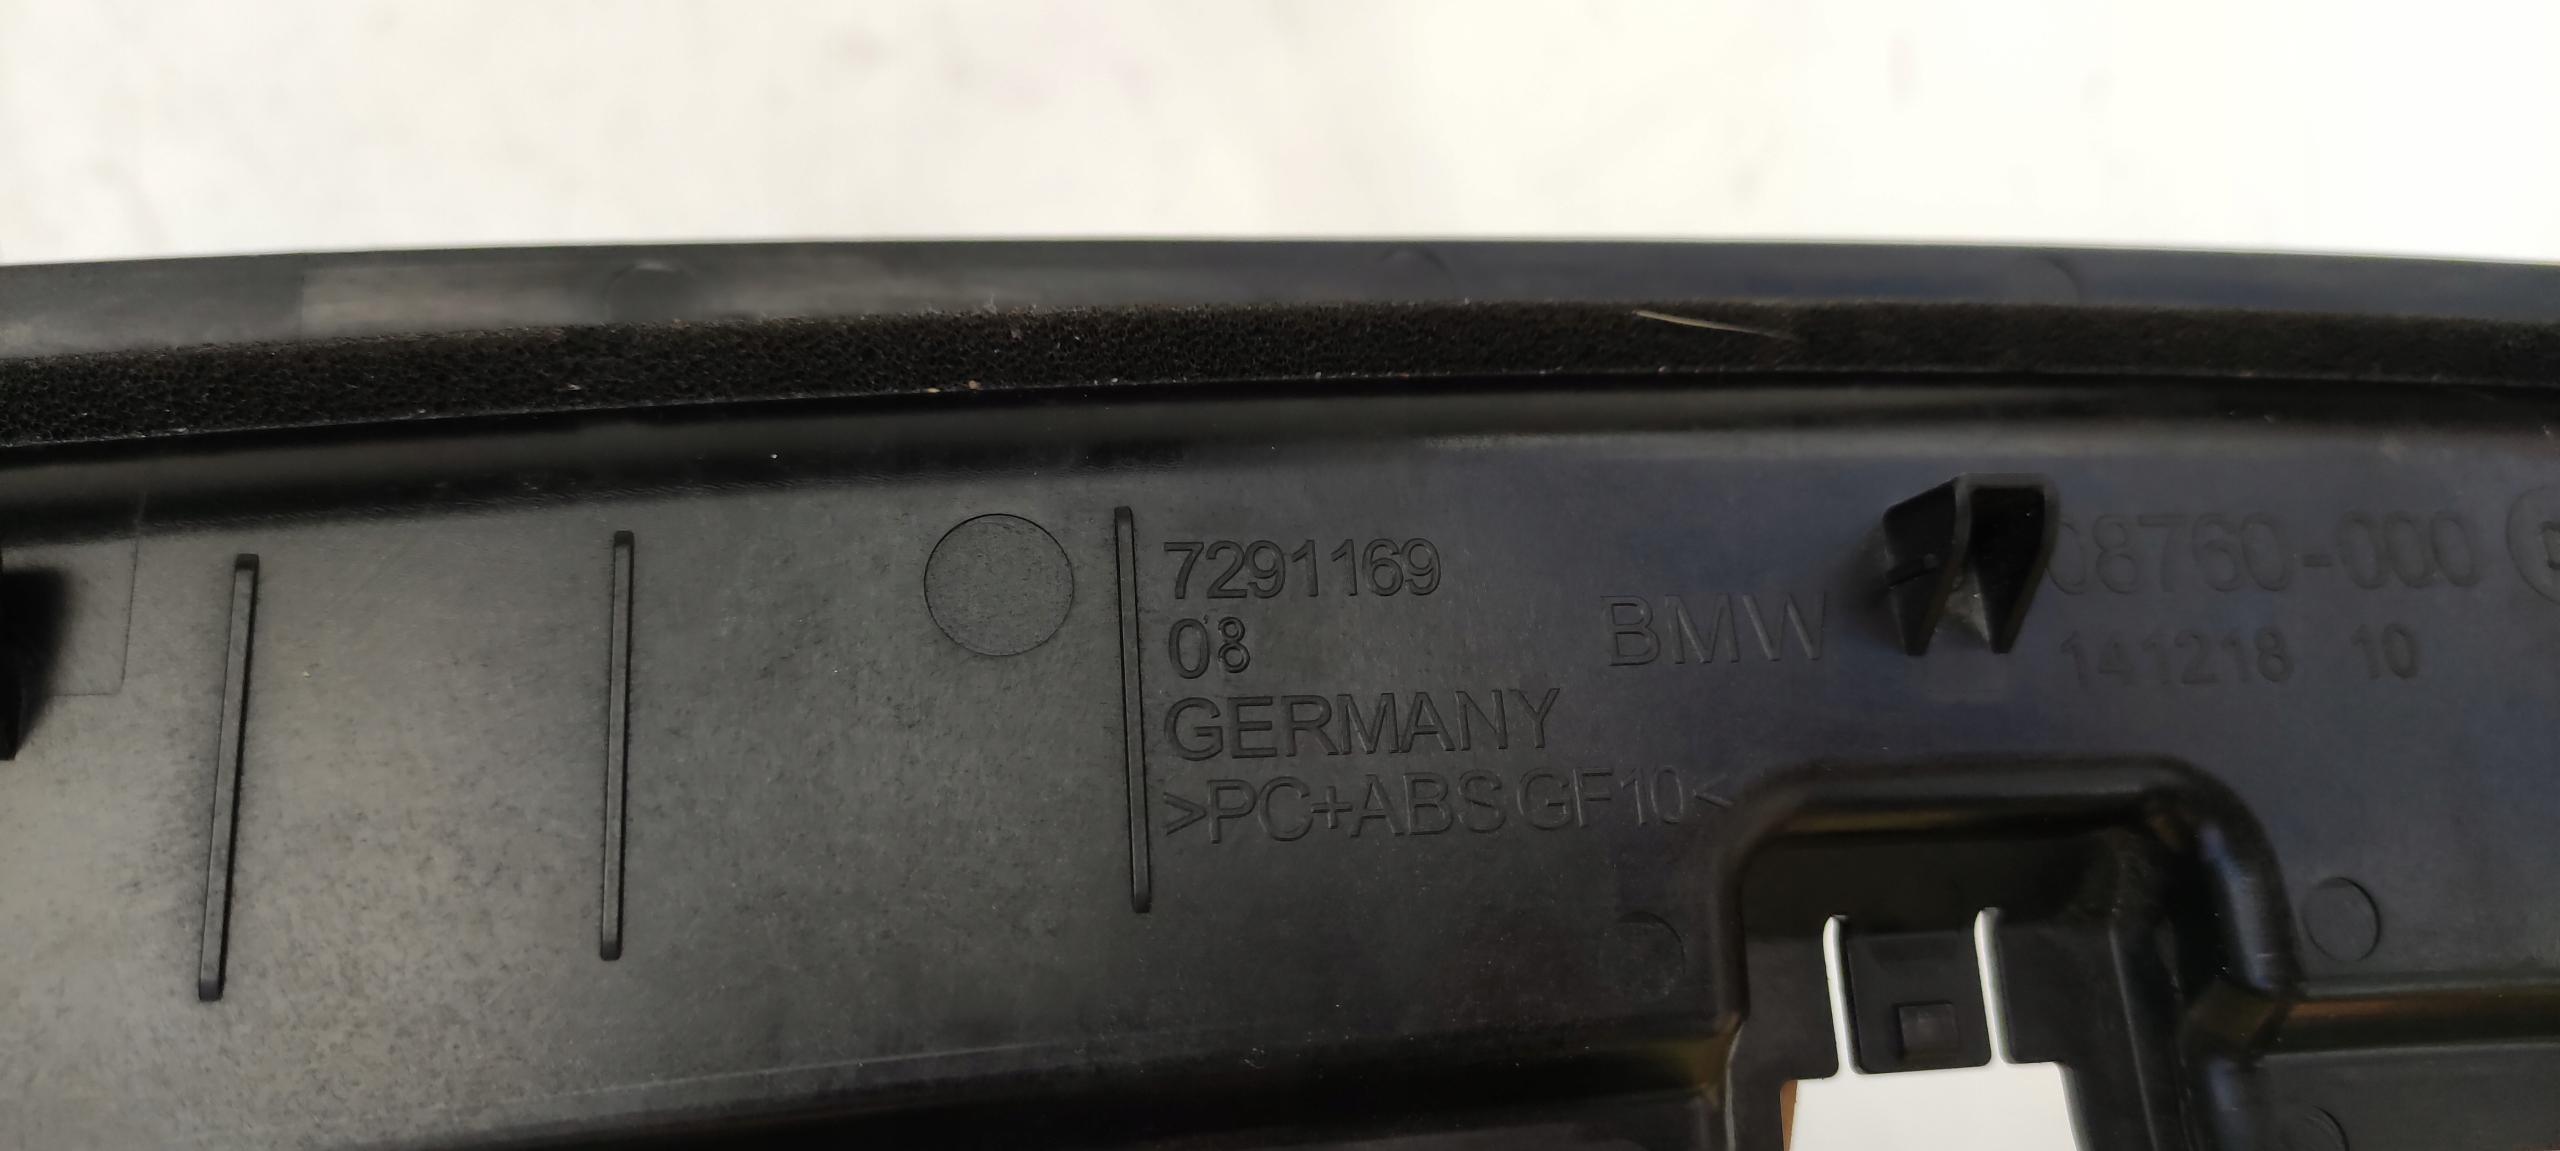 7291169
08
GERMANY
>PC+ABS GF10<
BMW
08760-000
141218 10